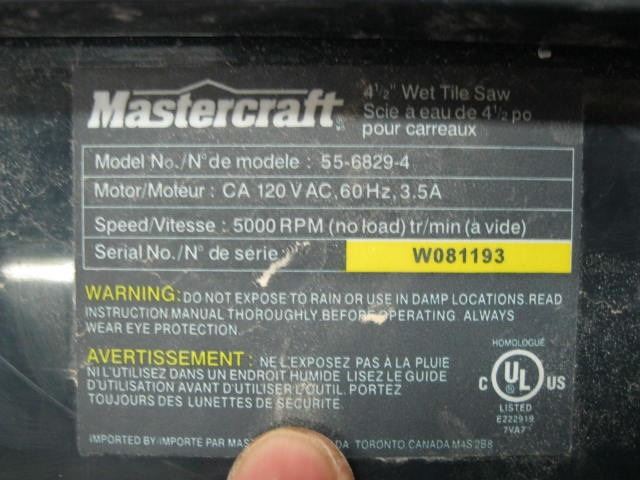 Mastercraft
4½" Wet Tile Saw
Scie à eau de 4½ po
pour carreaux
Model No./N° de modele : 55-6829-4
Motor/Moteur : CA 120 V AC, 60 Hz, 3.5A
Speed/Vitesse : 5000 RPM (no load) tr/min (à vide)
Serial No./N° de série W081193
WARNING: DO NOT EXPOSE TO RAIN OR USE IN DAMP LOCATIONS. READ
INSTRUCTION MANUAL THOROUGHLY BEFORE OPERATING. ALWAYS
WEAR EYE PROTECTION.
AVERTISSEMENT : NE L'EXPOSEZ PAS À LA PLUIE
NI L'UTILISEZ DANS UN ENDROIT HUMIDE LISEZ LE GUIDE
D'UTILISATION AVANT D'UTILISER L'OUTIL. PORTEZ
TOUJOURS DES LUNETTES DE SÉCURITÉ.
HOMOLOGUÉ
C UL US
LISTED
E222919
7VA7
IMPORTED BY/IMPORTE PAR MAS DA TORONTO, CANADA M4S 2B8